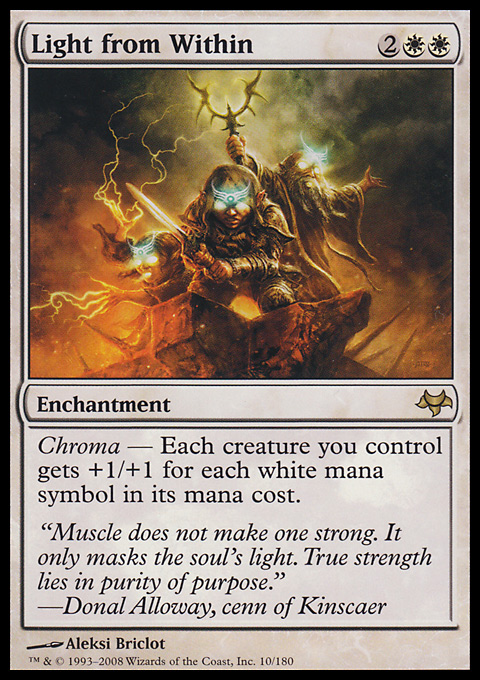 Light from Within 2
Enchantment
Chroma — Each creature you control
gets +1/+1 for each white mana
symbol in its mana cost.
“Muscle does not make one strong. It
only masks the soul’s light. True strength
lies in purity of purpose.”
—Donal Alloway, cenn of Kinscaer
Aleksi Briclot
™ & © 1993–2008 Wizards of the Coast, Inc. 10/180